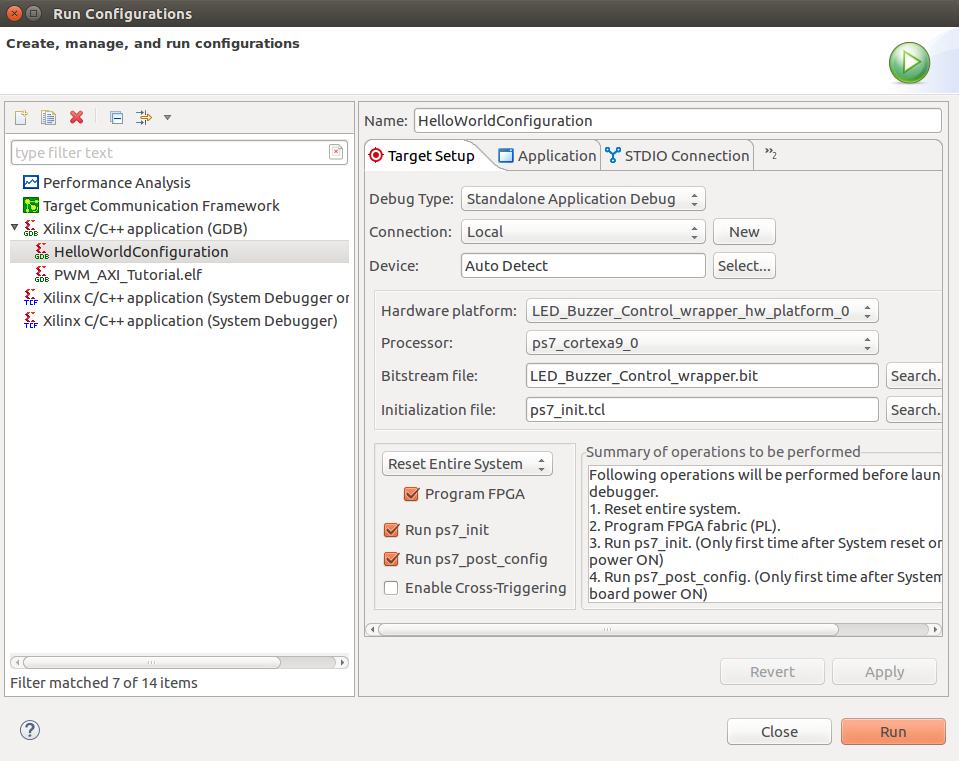 Run Configurations
Create, manage, and run configurations
type filter text
Performance Analysis
Target Communication Framework
Xilinx C/C++ application (GDB)
HelloWorldConfiguration
PWM_AXI_Tutorial.elf
Xilinx C/C++ application (System Debugger or
Xilinx C/C++ application (System Debugger)
Filter matched 7 of 14 items
Name: HelloWorldConfiguration
Target Setup Application STDIO Connection »2
Debug Type: Standalone Application Debug
Connection: Local New
Device: Auto Detect Select...
Hardware platform: LED_Buzzer_Control_wrapper_hw_platform_0
Processor: ps7_cortexa9_0
Bitstream file: LED_Buzzer_Control_wrapper.bit Search.
Initialization file: ps7_init.tcl Search.
Reset Entire System
Program FPGA
Run ps7_init
Run ps7_post_config
Enable Cross-Triggering
Summary of operations to be performed
Following operations will be performed before laun
debugger.
1. Reset entire system.
2. Program FPGA fabric (PL).
3. Run ps7_init. (Only first time after System reset or
power ON)
4. Run ps7_post_config. (Only first time after System
board power ON)
Revert Apply
? Close Run